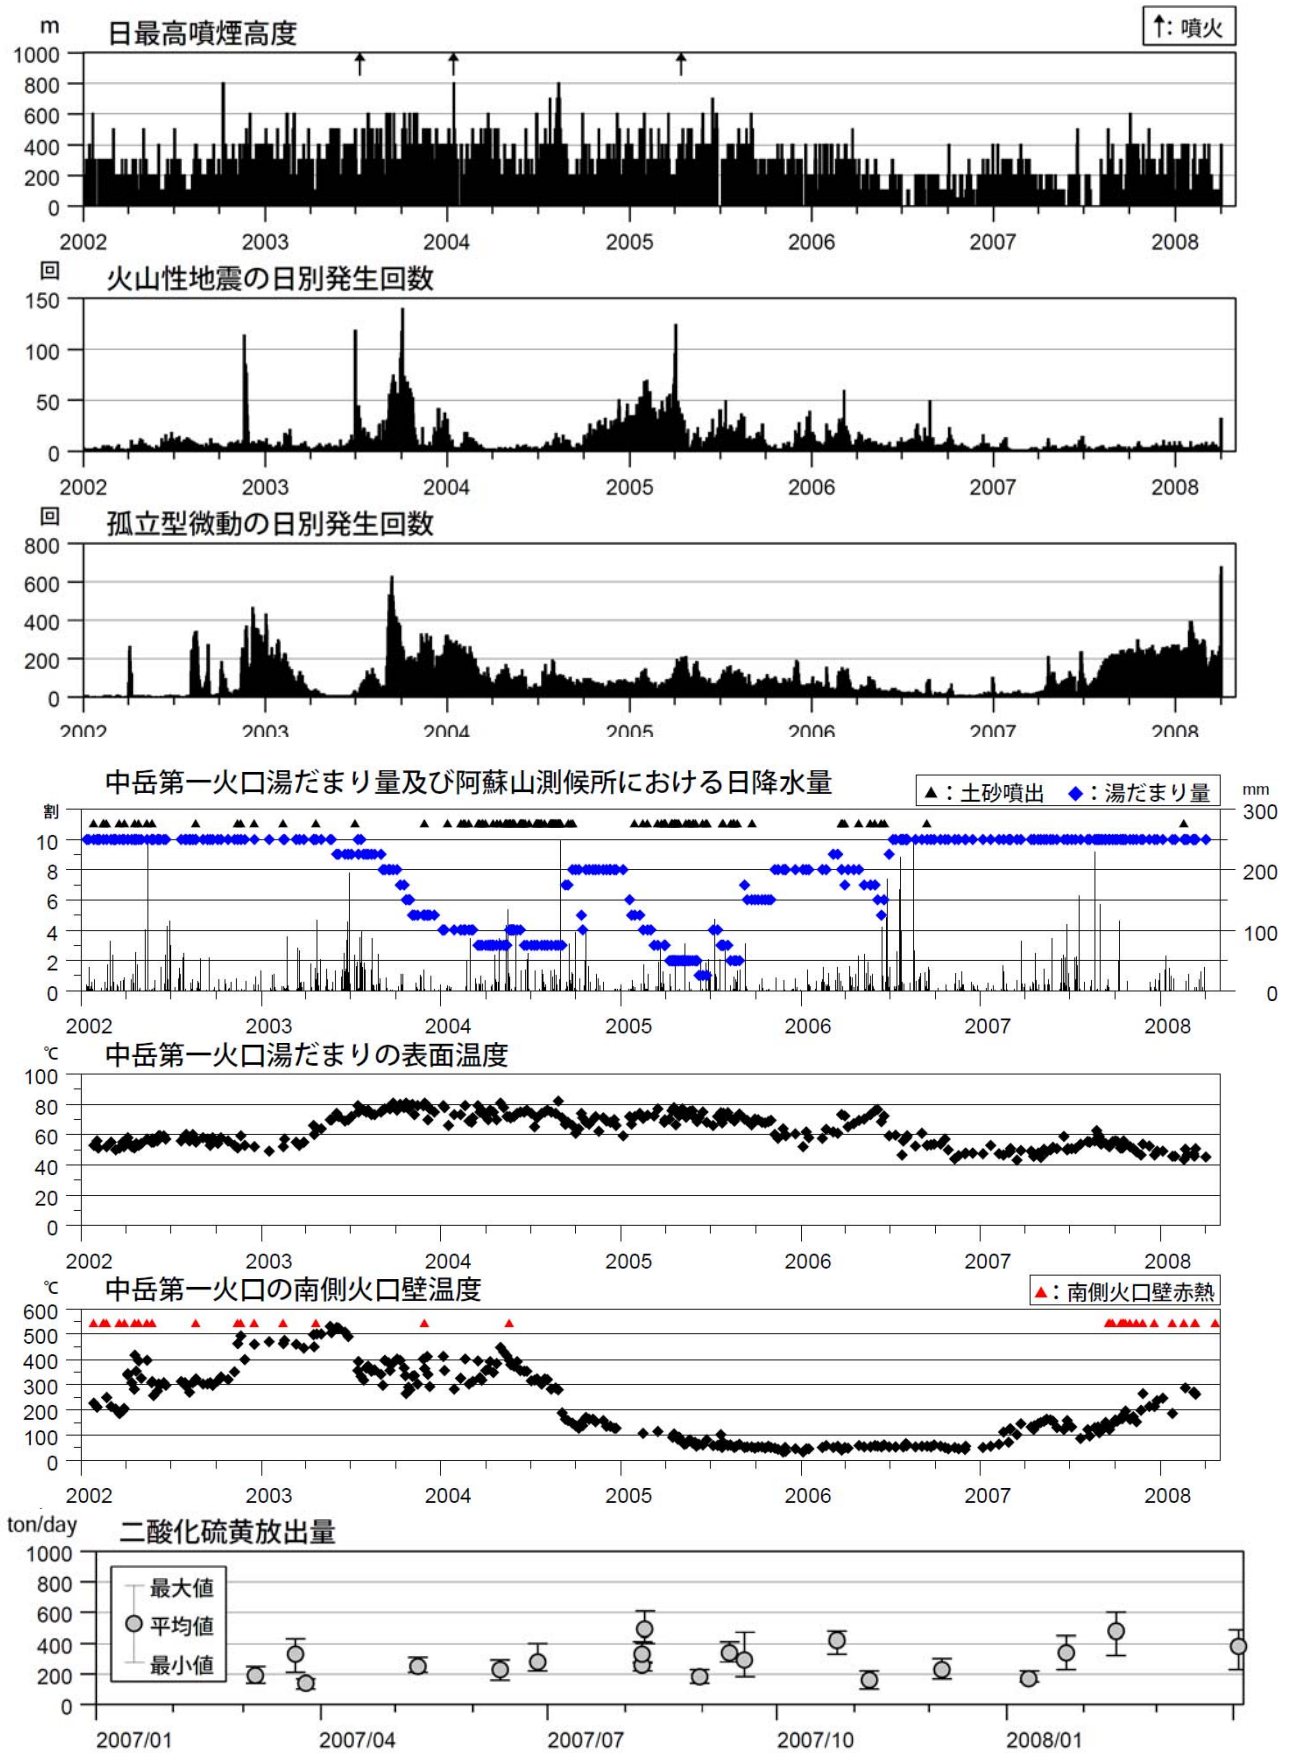 m
日最高噴煙高度
↑: 噴火
1000
800
600
400
200
0
2002 2003 2004 2005 2006 2007 2008
回
火山性地震の日別発生回数
150
100
50
0
2002 2003 2004 2005 2006 2007 2008
回
孤立型微動の日別発生回数
800
600
400
200
0
2002 2003 2004 2005 2006 2007 2008
中岳第一火口湯だまり量及び阿蘇山測候所における日降水量
▲: 土砂噴出 ◆: 湯だまり量
mm
割
300
10
8 200
6
4 100
2
0 0
2002 2003 2004 2005 2006 2007 2008
℃
中岳第一火口湯だまりの表面温度
100
80
60
40
20
0
2002 2003 2004 2005 2006 2007 2008
℃
中岳第一火口の南側火口壁温度
▲: 南側火口壁赤熱
600
500
400
300
200
100
0
2002 2003 2004 2005 2006 2007 2008
ton/day
二酸化硫黄放出量
1000
800
600
400
200
0
最大値
平均値
最小値
2007/01 2007/04 2007/07 2007/10 2008/01